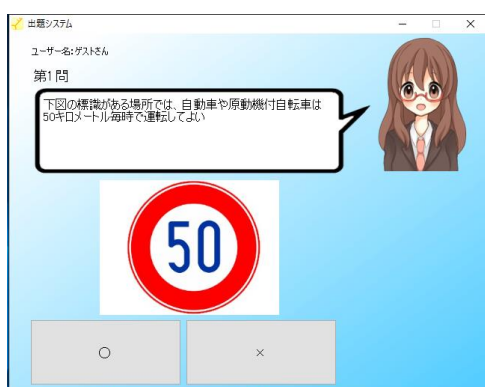 出題システム
ユーザー名:ゲストさん
第1問
下図の標識がある場所では、自動車や原動機付自転車は
50キロメートル毎時で運転してよい
50
○
×